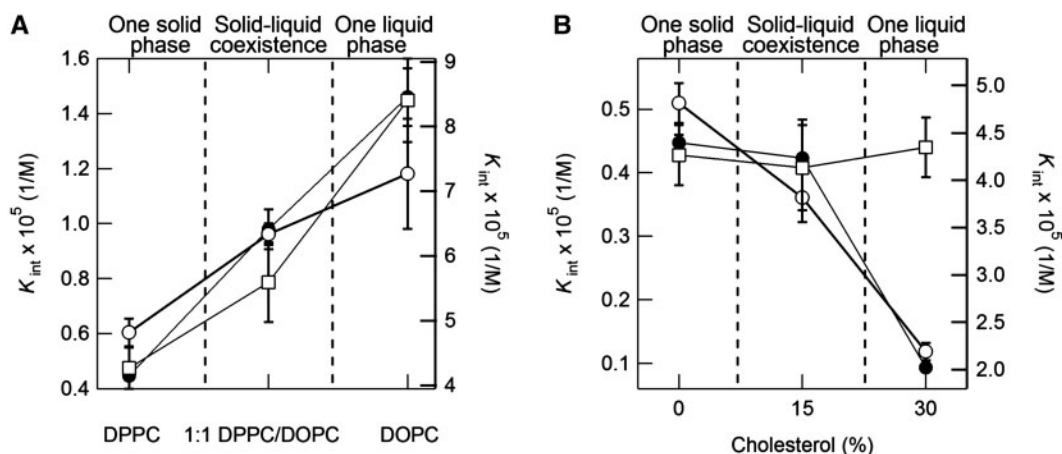 A
One solid phase
Solid-liquid coexistence
One liquid phase
1.6
1.4
1.2
1.0
0.8
0.6
0.4
K int x 10 5 (1/M)
9
8
7
6
5
4
K int x 10 5 (1/M)
DPPC
1:1 DPPC/DOPC
DOPC
B
One solid phase
Solid-liquid coexistence
One liquid phase
0.5
0.4
0.3
0.2
0.1
K int x 10 5 (1/M)
5.0
4.4
4.0
3.5
3.0
2.5
2.0
K int x 10 5 (1/M)
0
15
30
Cholesterol (%)